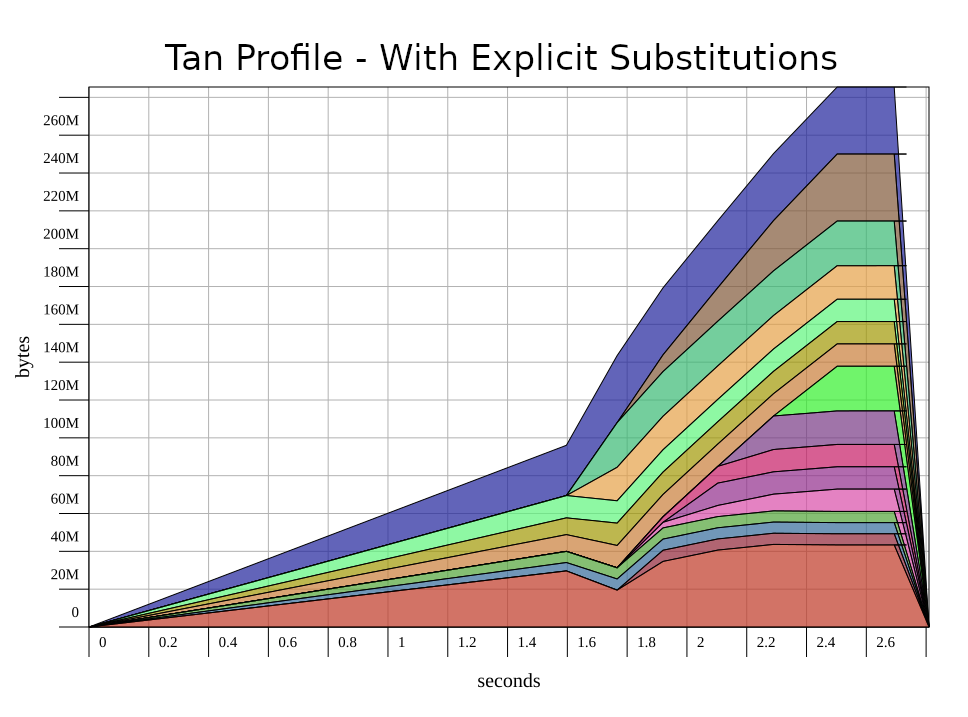 Tan Profile - With Explicit Substitutions
260M
240M
220M
200M
180M
160M
140M
120M
100M
80M
60M
40M
20M
0
bytes
0 0.2 0.4 0.6 0.8 1 1.2 1.4 1.6 1.8 2 2.2 2.4 2.6
seconds